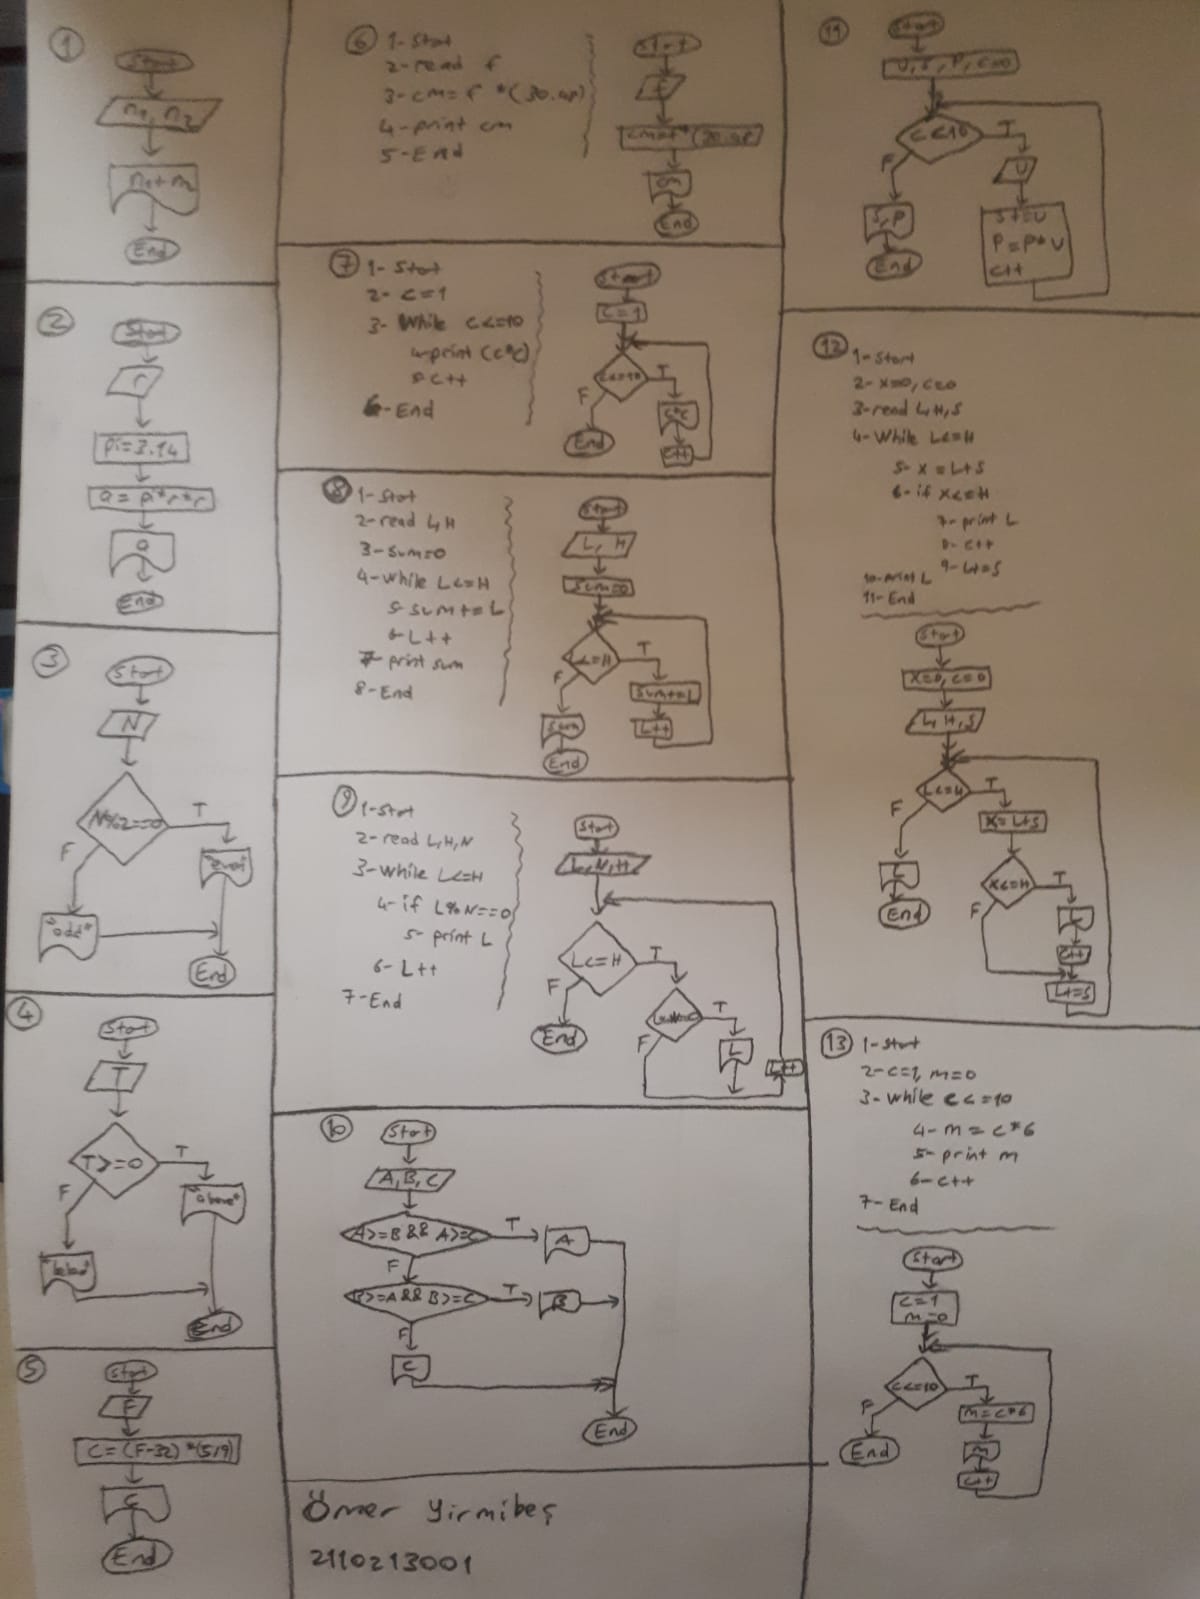 1
Start
n1, n2
n1+n2
End
2
Start
r
Pi=3.14
a = pi*r*r
a
End
3
Start
N
N%2==0
T
F
"even"
"odd"
End
4
Start
T
T>=0
T
F
"above"
"below"
End
5
Start
F
C=(F-32)*(5/9)
C
End
6
1-Start
2-read f
3-cm= f *(30.48)
4-print cm
5-End
Start
f
cm=f*(30.48
cm
End
7
1-Start
2- c=1
3- While c<=10
4-print (c*c)
5-c++
6-End
Start
c=1
c<=10
T
F
c*c
c++
End
8
1-Start
2-read L,H
3-sum=0
4-while L<=H
5-sum+=L
6-L++
7- print sum
8-End
Start
L, H
sum=0
L<=H
T
F
sum+=L
sum
L++
End
9
1-Start
2-read L,H,N
3-while L<=H
4-if L%N==0
5- print L
6-L++
7-End
Start
L,N,H
L<=H
T
F
T
F
L
L++
End
10
Start
A,B,C
A>=B && A>=C
T
A
F
B>=A && B>=C
T
B
F
C
End
Ömer Yirmibeş
2110213001
11
Start
U,S,P,c=0
c<10
T
F
U
S,P
S+=U
P=P*U
c++
End
12
1-Start
2-x=0, c=0
3-read L,H,S
4-While L<=H
5-x=L+S
6-if x<=H
7-print L
8-c++
9-L+=S
10-print L
11-End
Start
x=0, c=0
L, H, S
L<=H
T
F
x=L+S
x<=H
T
F
L
L
c++
L+=S
End
13
1-Start
2-c=1, m=0
3-while c<=10
4-m=c*6
5-print m
6-c++
7-End
Start
c=1
m=0
c<=10
T
F
m=c*6
m
c++
End